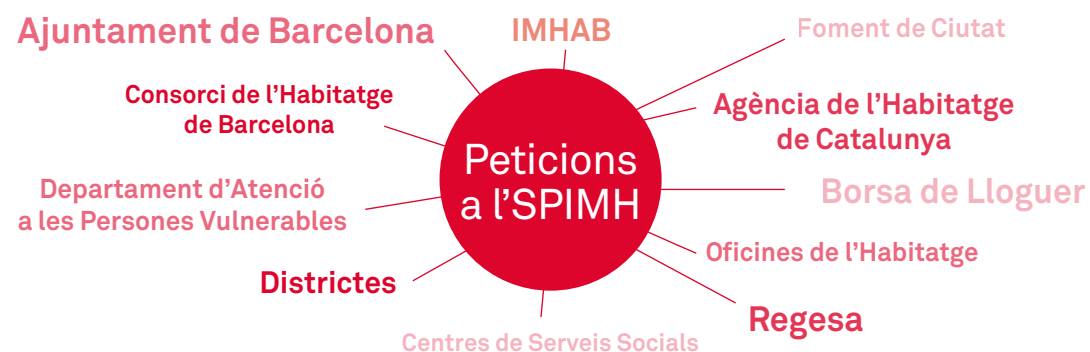 Ajuntament de Barcelona
IMHAB
Foment de Ciutat
Consorci de l’Habitatge
de Barcelona
Agència de l’Habitatge
de Catalunya
Peticions
a l’SPIMH
Departament d’Atenció
a les Persones Vulnerables
Borsa de Lloguer
Oficines de l’Habitatge
Districtes
Regesa
Centres de Serveis Socials